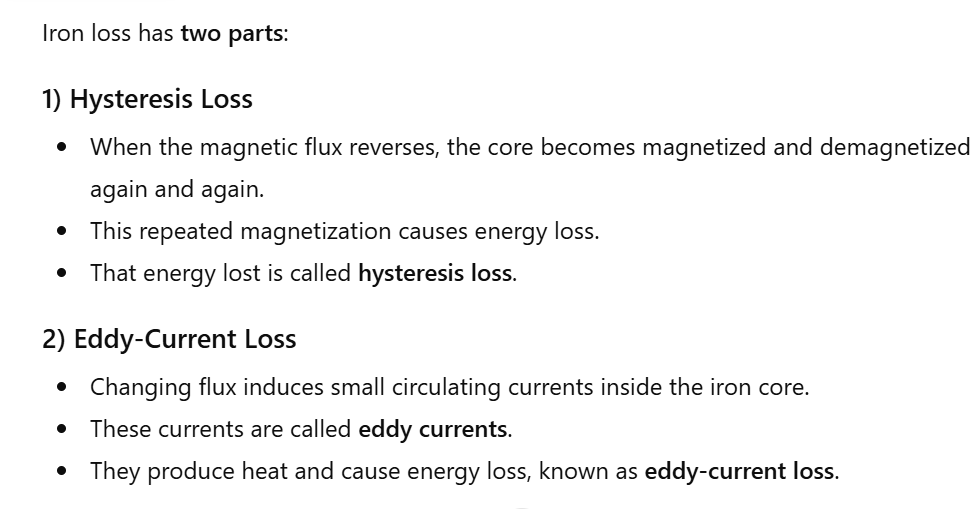 Iron loss has two parts:
1) Hysteresis Loss
• When the magnetic flux reverses, the core becomes magnetized and demagnetized
again and again.
• This repeated magnetization causes energy loss.
• That energy lost is called hysteresis loss.
2) Eddy-Current Loss
• Changing flux induces small circulating currents inside the iron core.
• These currents are called eddy currents.
• They produce heat and cause energy loss, known as eddy-current loss.